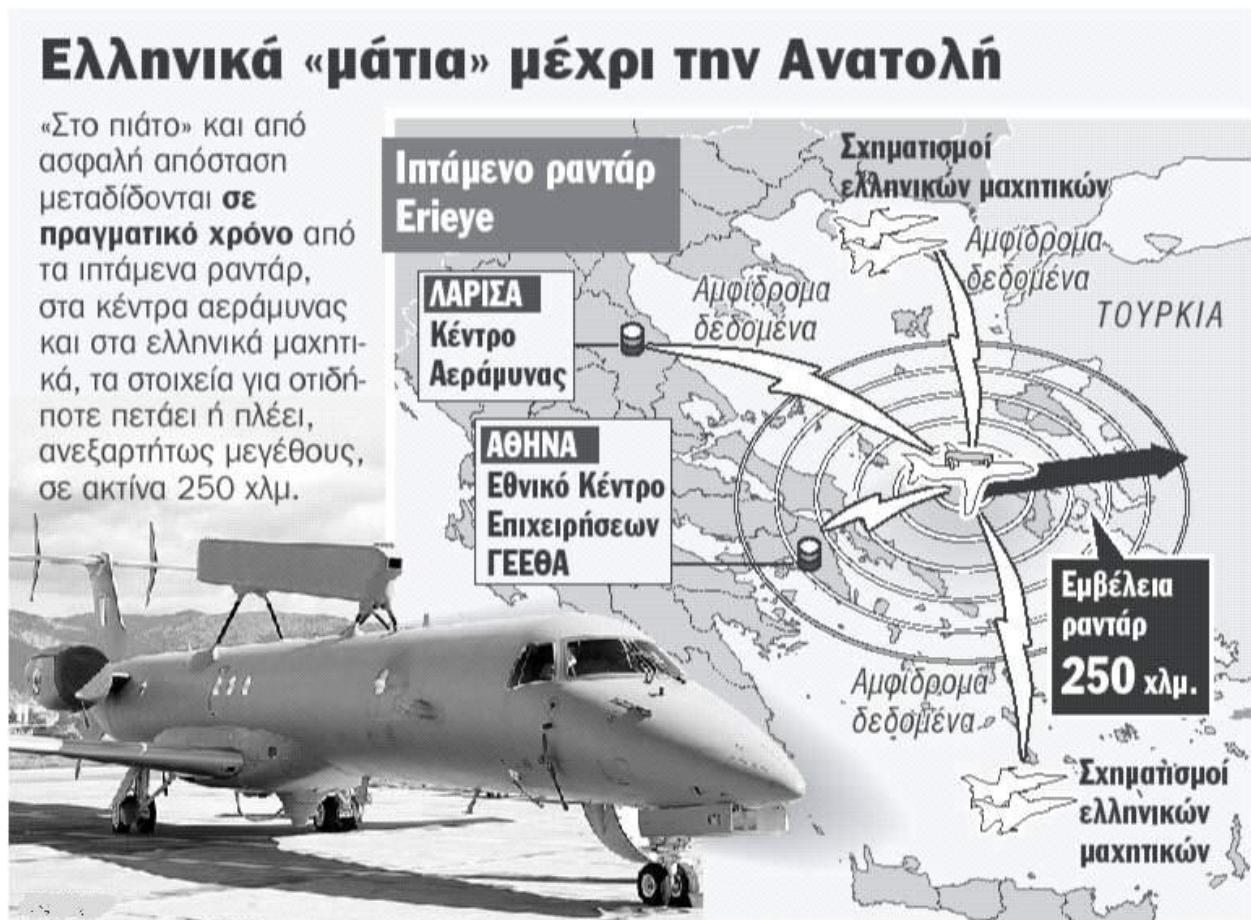 Ελληνικά «μάτια» μέχρι την Ανατολή
«Στο πιάτο» και από
ασφαλή απόσταση
μεταδίδονται σε
πραγματικό χρόνο από
τα ιπτάμενα ραντάρ,
στα κέντρα αεράμυνας
και στα ελληνικά μαχητι-
κά, τα στοιχεία για οτιδή-
ποτε πετάει ή πλέει,
ανεξαρτήτως μεγέθους,
σε ακτίνα 250 χλμ.
Ιπτάμενο ραντάρ
Erieye
Σχηματισμοί
ελληνικών μαχητικών
Αμφίδρομα
δεδομένα
ΛΑΡΙΣΑ
Κέντρο
Αεράμυνας
Αμφίδρομα
δεδομένα
ΤΟΥΡΚΙΑ
ΑΘΗΝΑ
Εθνικό Κέντρο
Επιχειρήσεων
ΓΕΕΘΑ
Εμβέλεια
ραντάρ
250 χλμ.
Αμφίδρομα
δεδομένα
Σχηματισμοί
ελληνικών
μαχητικών